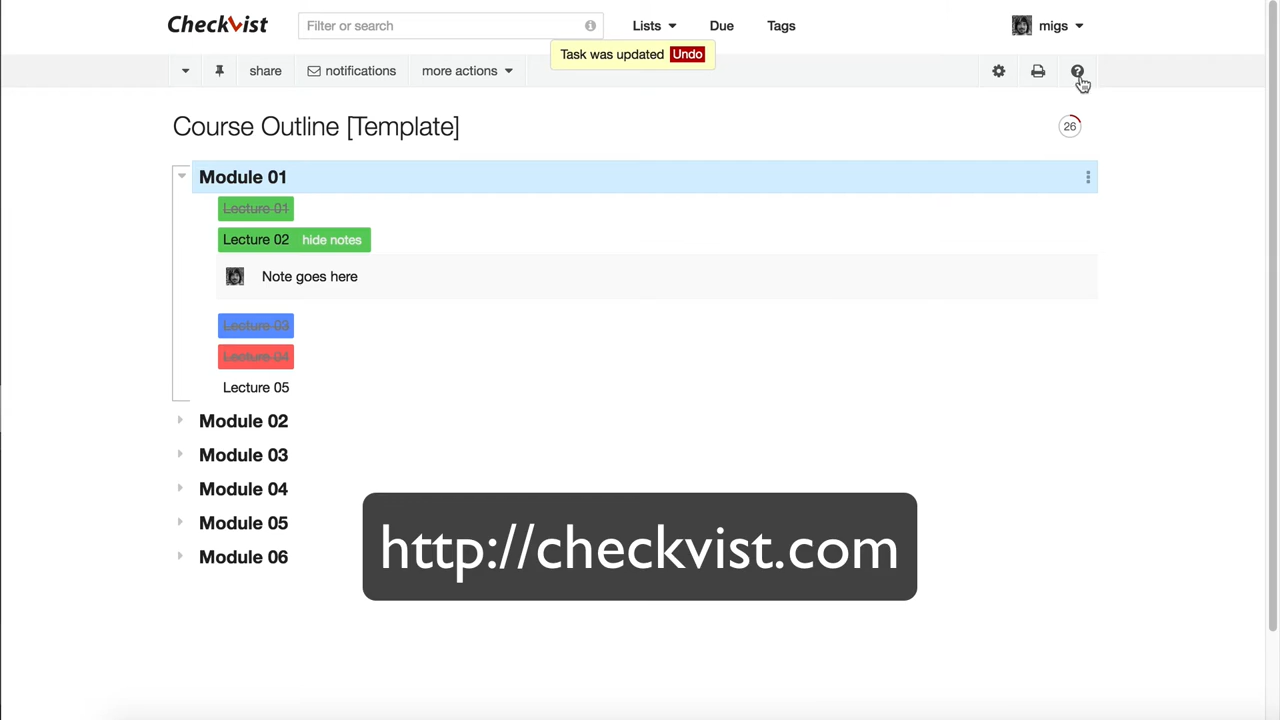 Checkvist
Filter or search
Lists
Due
Tags
migs
Task was updated Undo
share
notifications
more actions
Course Outline [Template]
26
Module 01
Lecture 01
Lecture 02 hide notes
Note goes here
Lecture 03
Lecture 04
Lecture 05
Module 02
Module 03
Module 04
Module 05
Module 06
http://checkvist.com